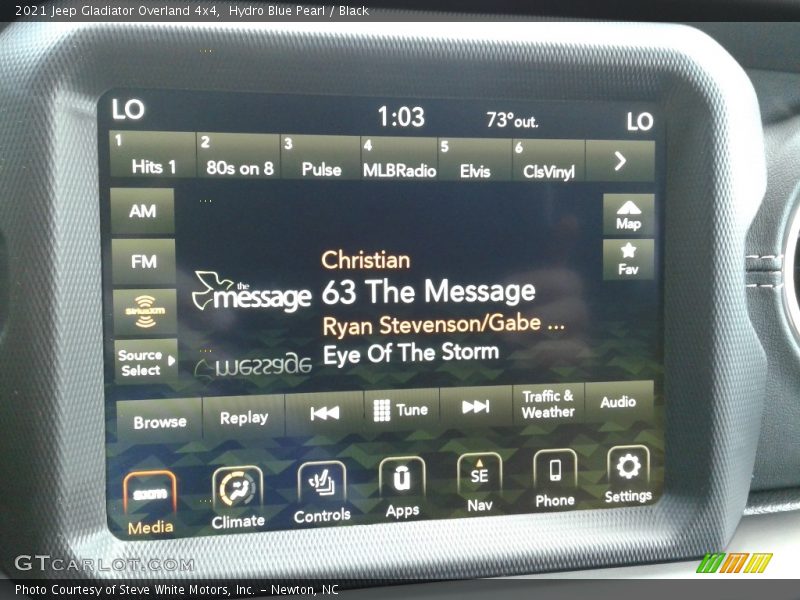 2021 Jeep Gladiator Overland 4x4, Hydro Blue Pearl / Black
LO
1:03
73° out.
LO
1 Hits 1
2 80s on 8
3 Pulse
4 MLBRadio
5 Elvis
6 ClsVinyl
AM
FM
SiriusXM
Source Select
Map
Fav
the message
Christian
63 The Message
Ryan Stevenson/Gabe ...
Eye Of The Storm
message
Browse
Replay
Tune
Traffic & Weather
Audio
Media
Climate
Controls
Apps
SE
Nav
Phone
Settings
GTCARLOT.COM
Photo Courtesy of Steve White Motors, Inc. – Newton, NC